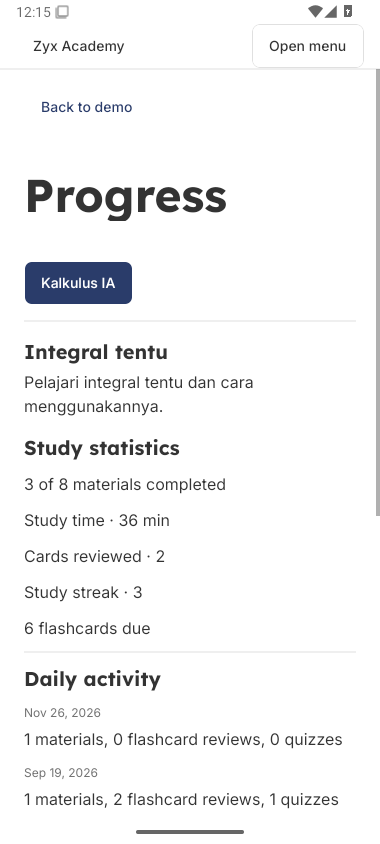 12:15
Zyx Academy
Open menu
Back to demo
Progress
Kalkulus IA
Integral tentu
Pelajari integral tentu dan cara
menggunakannya.
Study statistics
3 of 8 materials completed
Study time · 36 min
Cards reviewed · 2
Study streak · 3
6 flashcards due
Daily activity
Nov 26, 2026
1 materials, 0 flashcard reviews, 0 quizzes
Sep 19, 2026
1 materials, 2 flashcard reviews, 1 quizzes